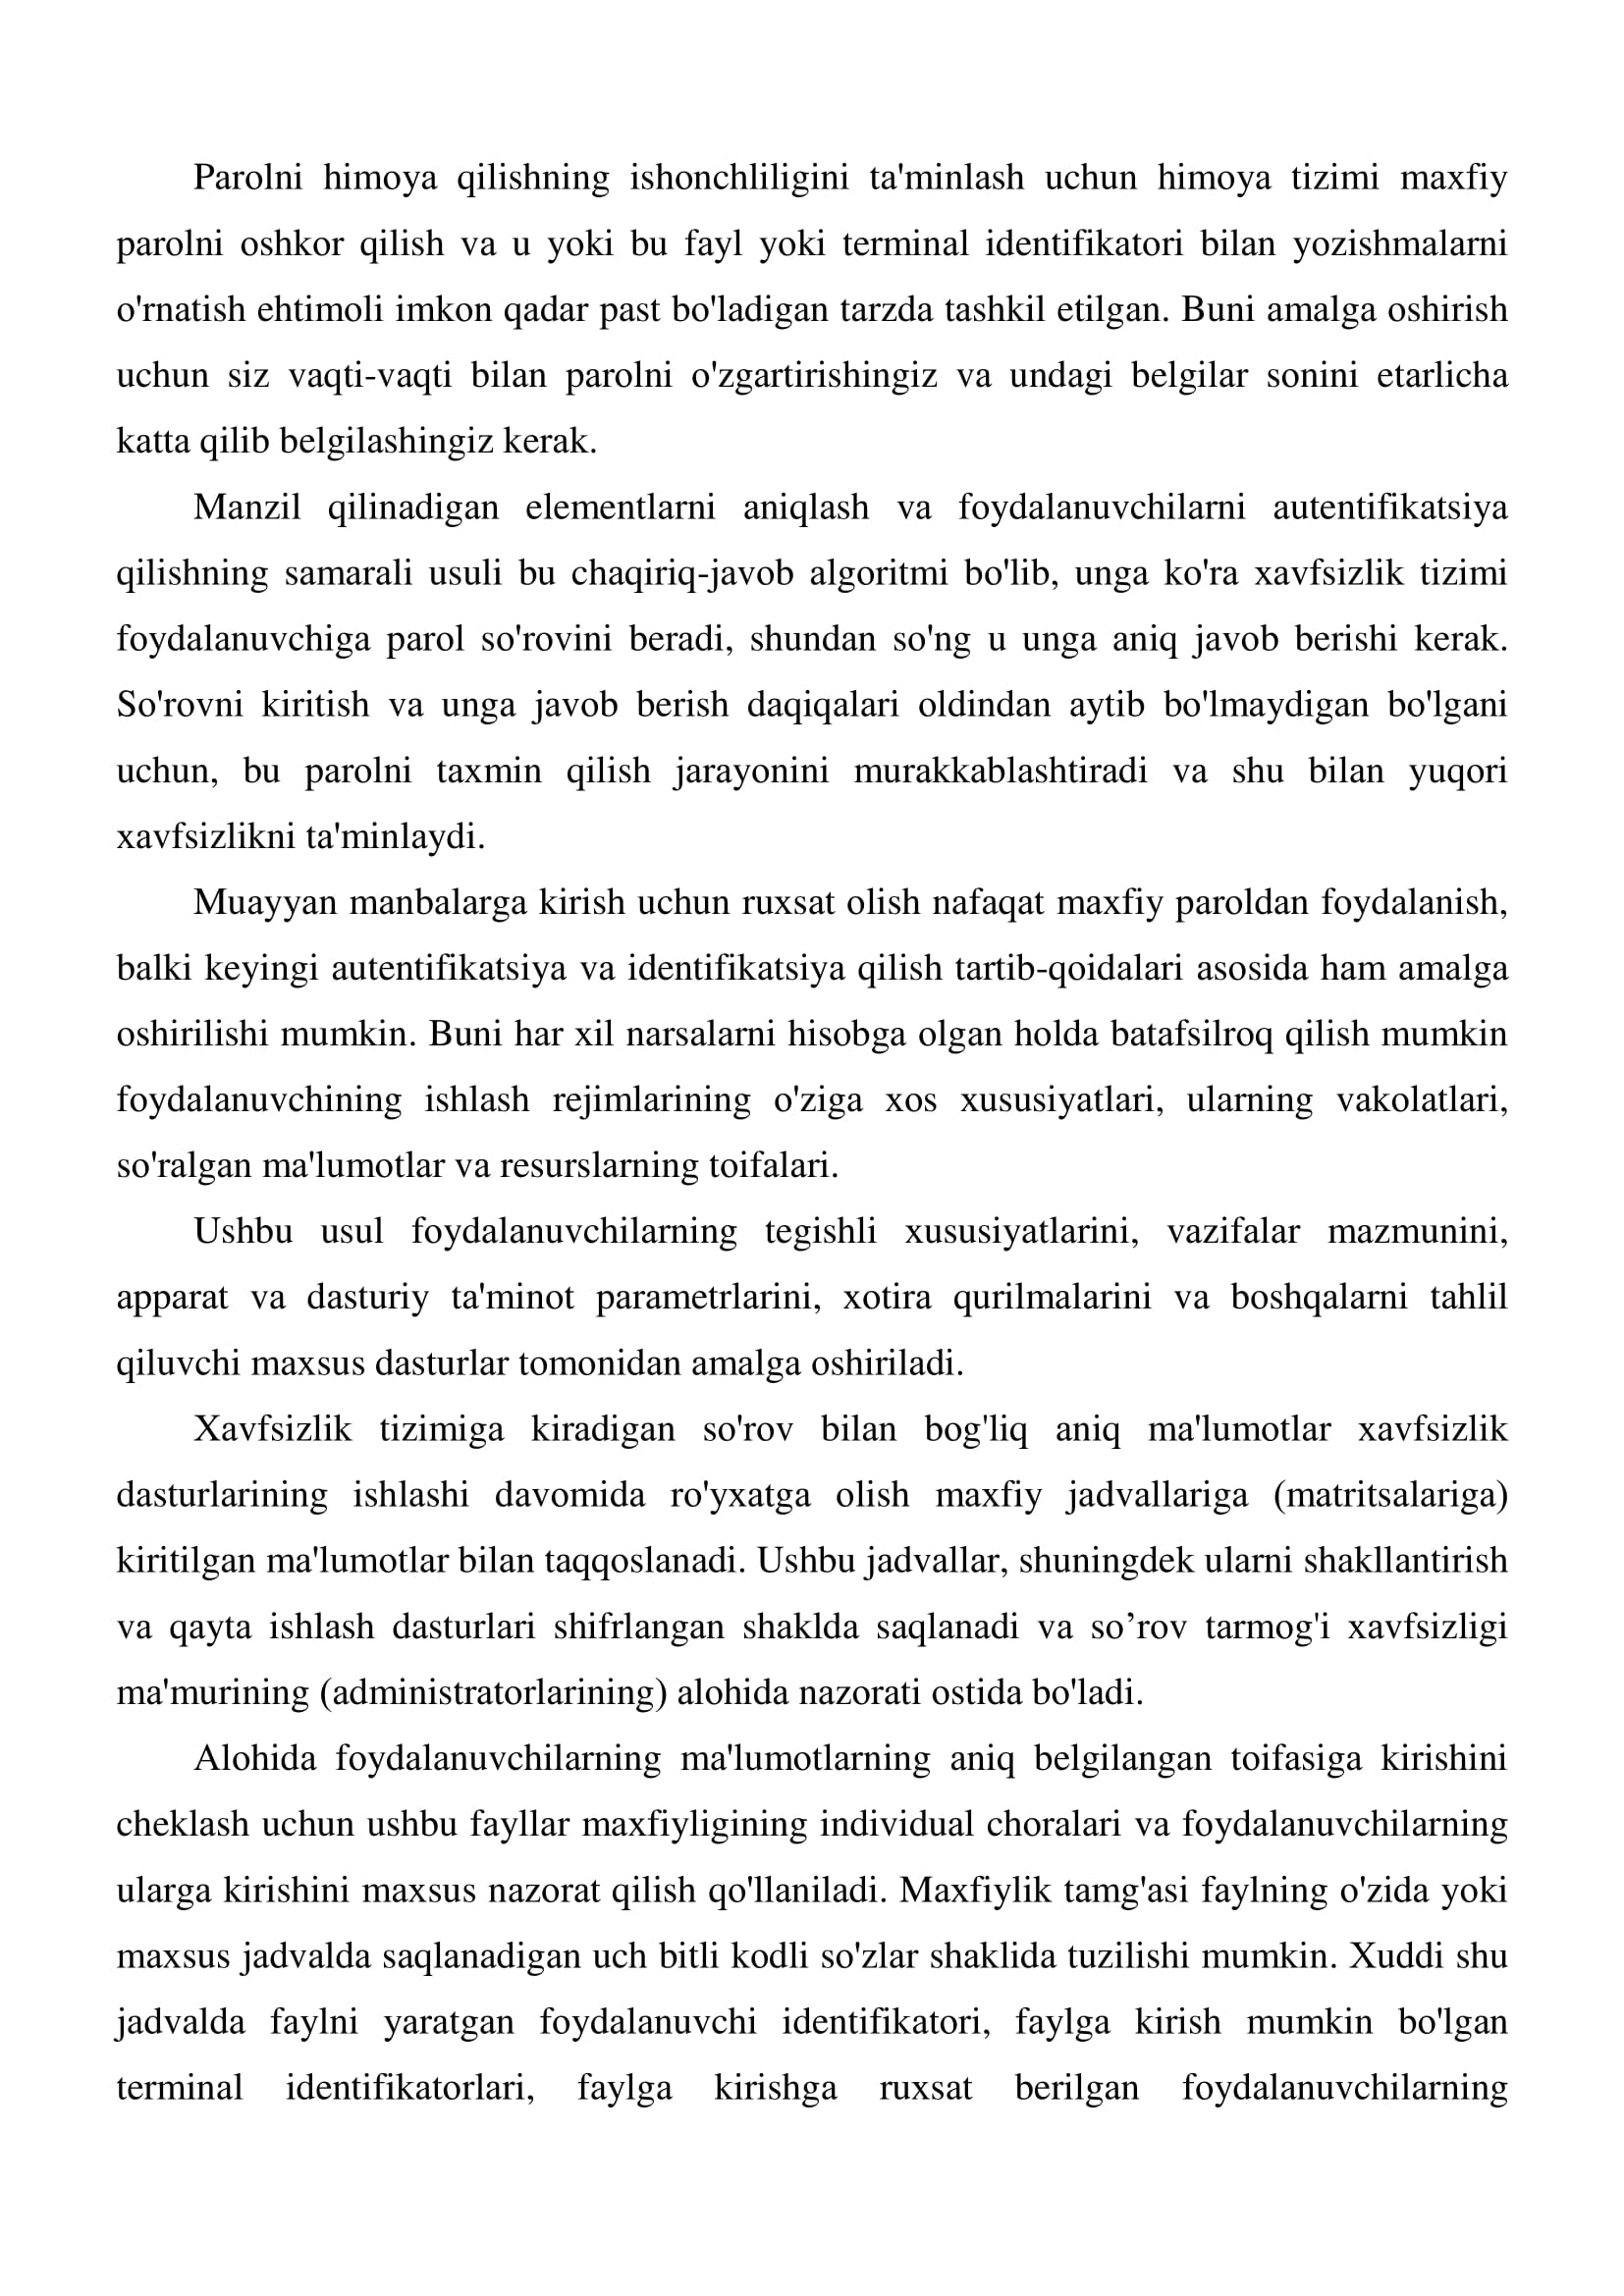 Parolni himoya qilishning ishonchliligini ta'minlash uchun himoya tizimi maxfiy
parolni oshkor qilish va u yoki bu fayl yoki terminal identifikatori bilan yozishmalarni
o'rnatish ehtimoli imkon qadar past bo'ladigan tarzda tashkil etilgan. Buni amalga oshirish
uchun siz vaqti-vaqti bilan parolni o'zgartirishingiz va undagi belgilar sonini etarlicha
katta qilib belgilashingiz kerak.
Manzil qilinadigan elementlarni aniqlash va foydalanuvchilarni autentifikatsiya
qilishning samarali usuli bu chaqiriq-javob algoritmi bo'lib, unga ko'ra xavfsizlik tizimi
foydalanuvchiga parol so'rovini beradi, shundan so'ng u unga aniq javob berishi kerak.
So'rovni kiritish va unga javob berish daqiqalari oldindan aytib bo'lmaydigan bo'lgani
uchun, bu parolni taxmin qilish jarayonini murakkablashtiradi va shu bilan yuqori
xavfsizlikni ta'minlaydi.
Muayyan manbalarga kirish uchun ruxsat olish nafaqat maxfiy paroldan foydalanish,
balki keyingi autentifikatsiya va identifikatsiya qilish tartib-qoidalari asosida ham amalga
oshirilishi mumkin. Buni har xil narsalarni hisobga olgan holda batafsilroq qilish mumkin
foydalanuvchining ishlash rejimlarining o'ziga xos xususiyatlari, ularning vakolatlari,
so'ralgan ma'lumotlar va resurslarning toifalari.
Ushbu usul foydalanuvchilarning tegishli xususiyatlarini, vazifalar mazmunini,
apparat va dasturiy ta'minot parametrlarini, xotira qurilmalarini va boshqalarni tahlil
qiluvchi maxsus dasturlar tomonidan amalga oshiriladi.
Xavfsizlik tizimiga kiradigan so'rov bilan bog'liq aniq ma'lumotlar xavfsizlik
dasturlarining ishlashi davomida ro'yxatga olish maxfiy jadvallariga (matritsalariga)
kiritilgan ma'lumotlar bilan taqqoslanadi. Ushbu jadvallar, shuningdek ularni shakllantirish
va qayta ishlash dasturlari shifrlangan shaklda saqlanadi va so’rov tarmog'i xavfsizligi
ma'murining (administratorlarining) alohida nazorati ostida bo'ladi.
Alohida foydalanuvchilarning ma'lumotlarning aniq belgilangan toifasiga kirishini
cheklash uchun ushbu fayllar maxfiyligining individual choralari va foydalanuvchilarning
ularga kirishini maxsus nazorat qilish qo'llaniladi. Maxfiylik tamg'asi faylning o'zida yoki
maxsus jadvalda saqlanadigan uch bitli kodli so'zlar shaklida tuzilishi mumkin. Xuddi shu
jadvalda faylni yaratgan foydalanuvchi identifikatori, faylga kirish mumkin bo'lgan
terminal identifikatorlari, faylga kirishga ruxsat berilgan foydalanuvchilarning